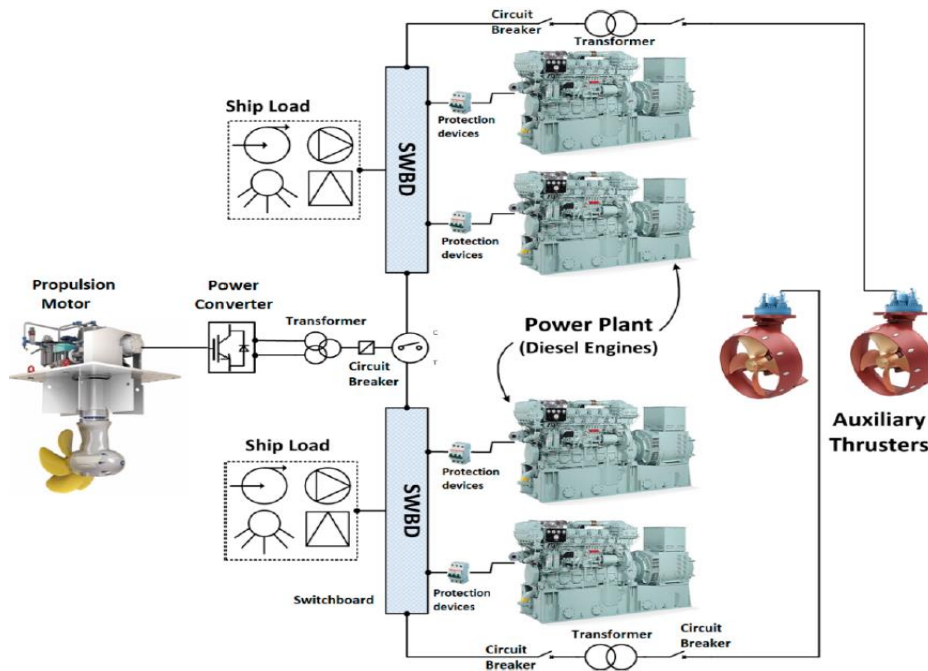 Circuit
Breaker
Transformer
Ship Load
SWBD
Protection
devices
Protection
devices
Propulsion
Motor
Power
Converter
Transformer
Circuit
Breaker
C
T
Power Plant
(Diesel Engines)
Auxiliary
Thrusters
Ship Load
SWBD
Protection
devices
Protection
devices
Switchboard
Circuit
Breaker
Transformer
Circuit
Breaker